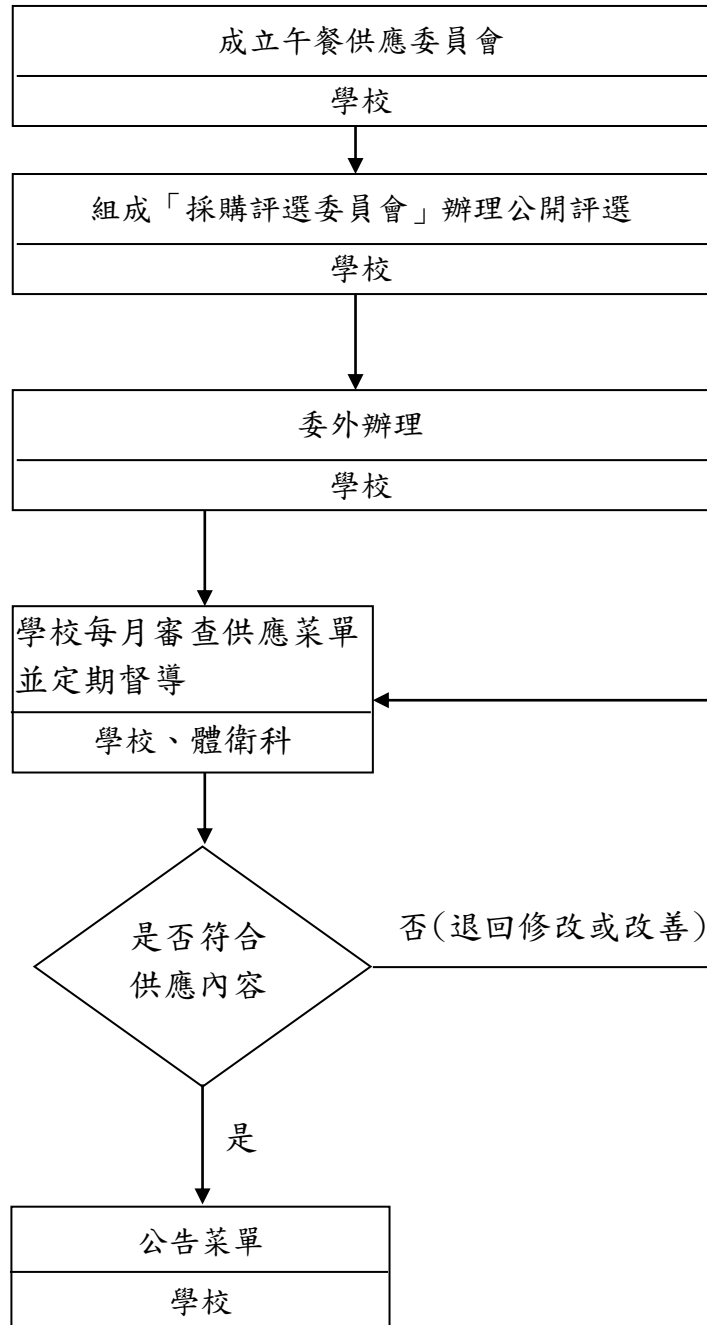 成立午餐供應委員會
學校
組成「採購評選委員會」辦理公開評選
學校
委外辦理
學校
學校每月審查供應菜單
並定期督導
學校、體衛科
是否符合
供應內容
否(退回修改或改善)
是
公告菜單
學校